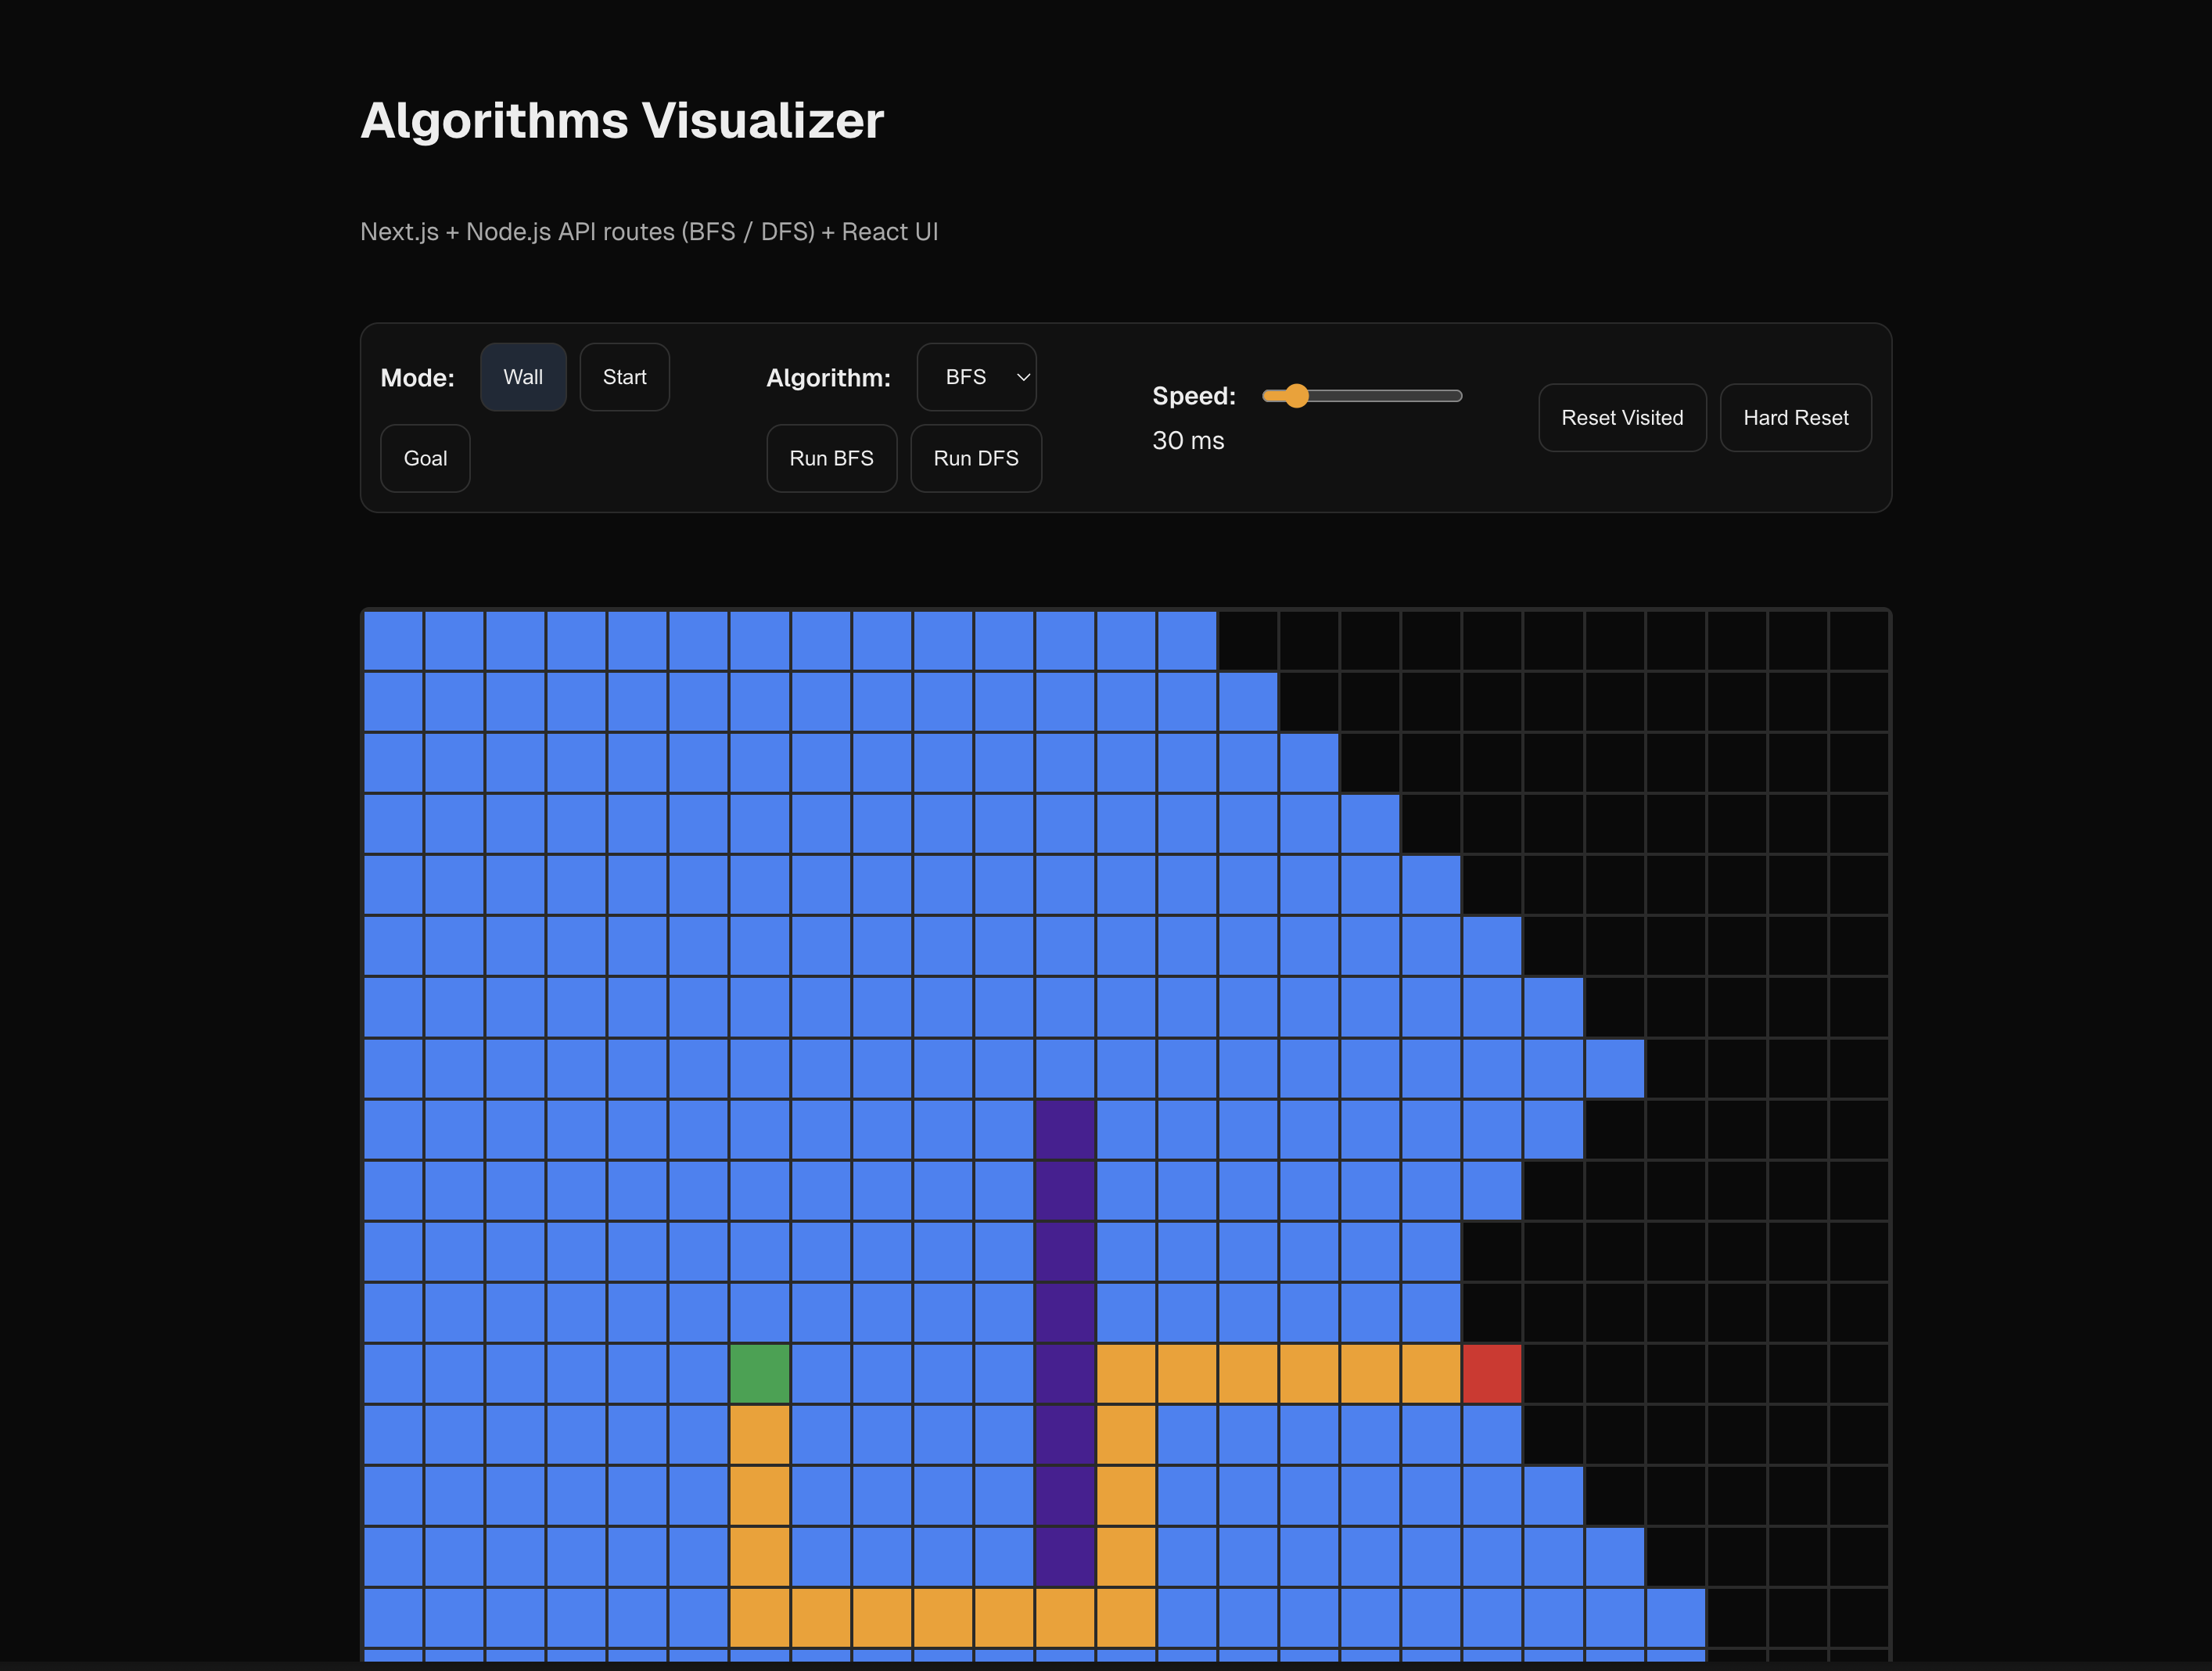 Algorithms Visualizer
Next.js + Node.js API routes (BFS / DFS) + React UI
Mode: Wall Start
Goal
Algorithm: BFS
Run BFS Run DFS
Speed:
30 ms
Reset Visited Hard Reset